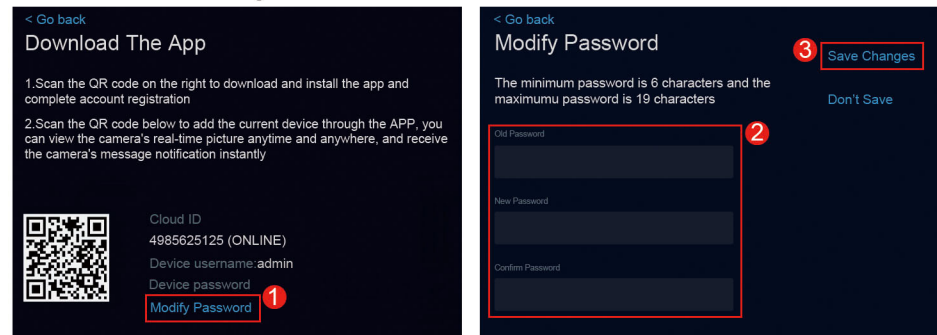 < Go back
Download The App
1.Scan the QR code on the right to download and install the app and
complete account registration
2.Scan the QR code below to add the current device through the APP, you
can view the camera's real-time picture anytime and anywhere, and receive
the camera's message notification instantly
Cloud ID
4985625125 (ONLINE)
Device username:admin
Device password
Modify Password
1
< Go back
Modify Password
3
Save Changes
The minimum password is 6 characters and the
maximumu password is 19 characters
Don't Save
Old Password
2
New Password
Confirm Password